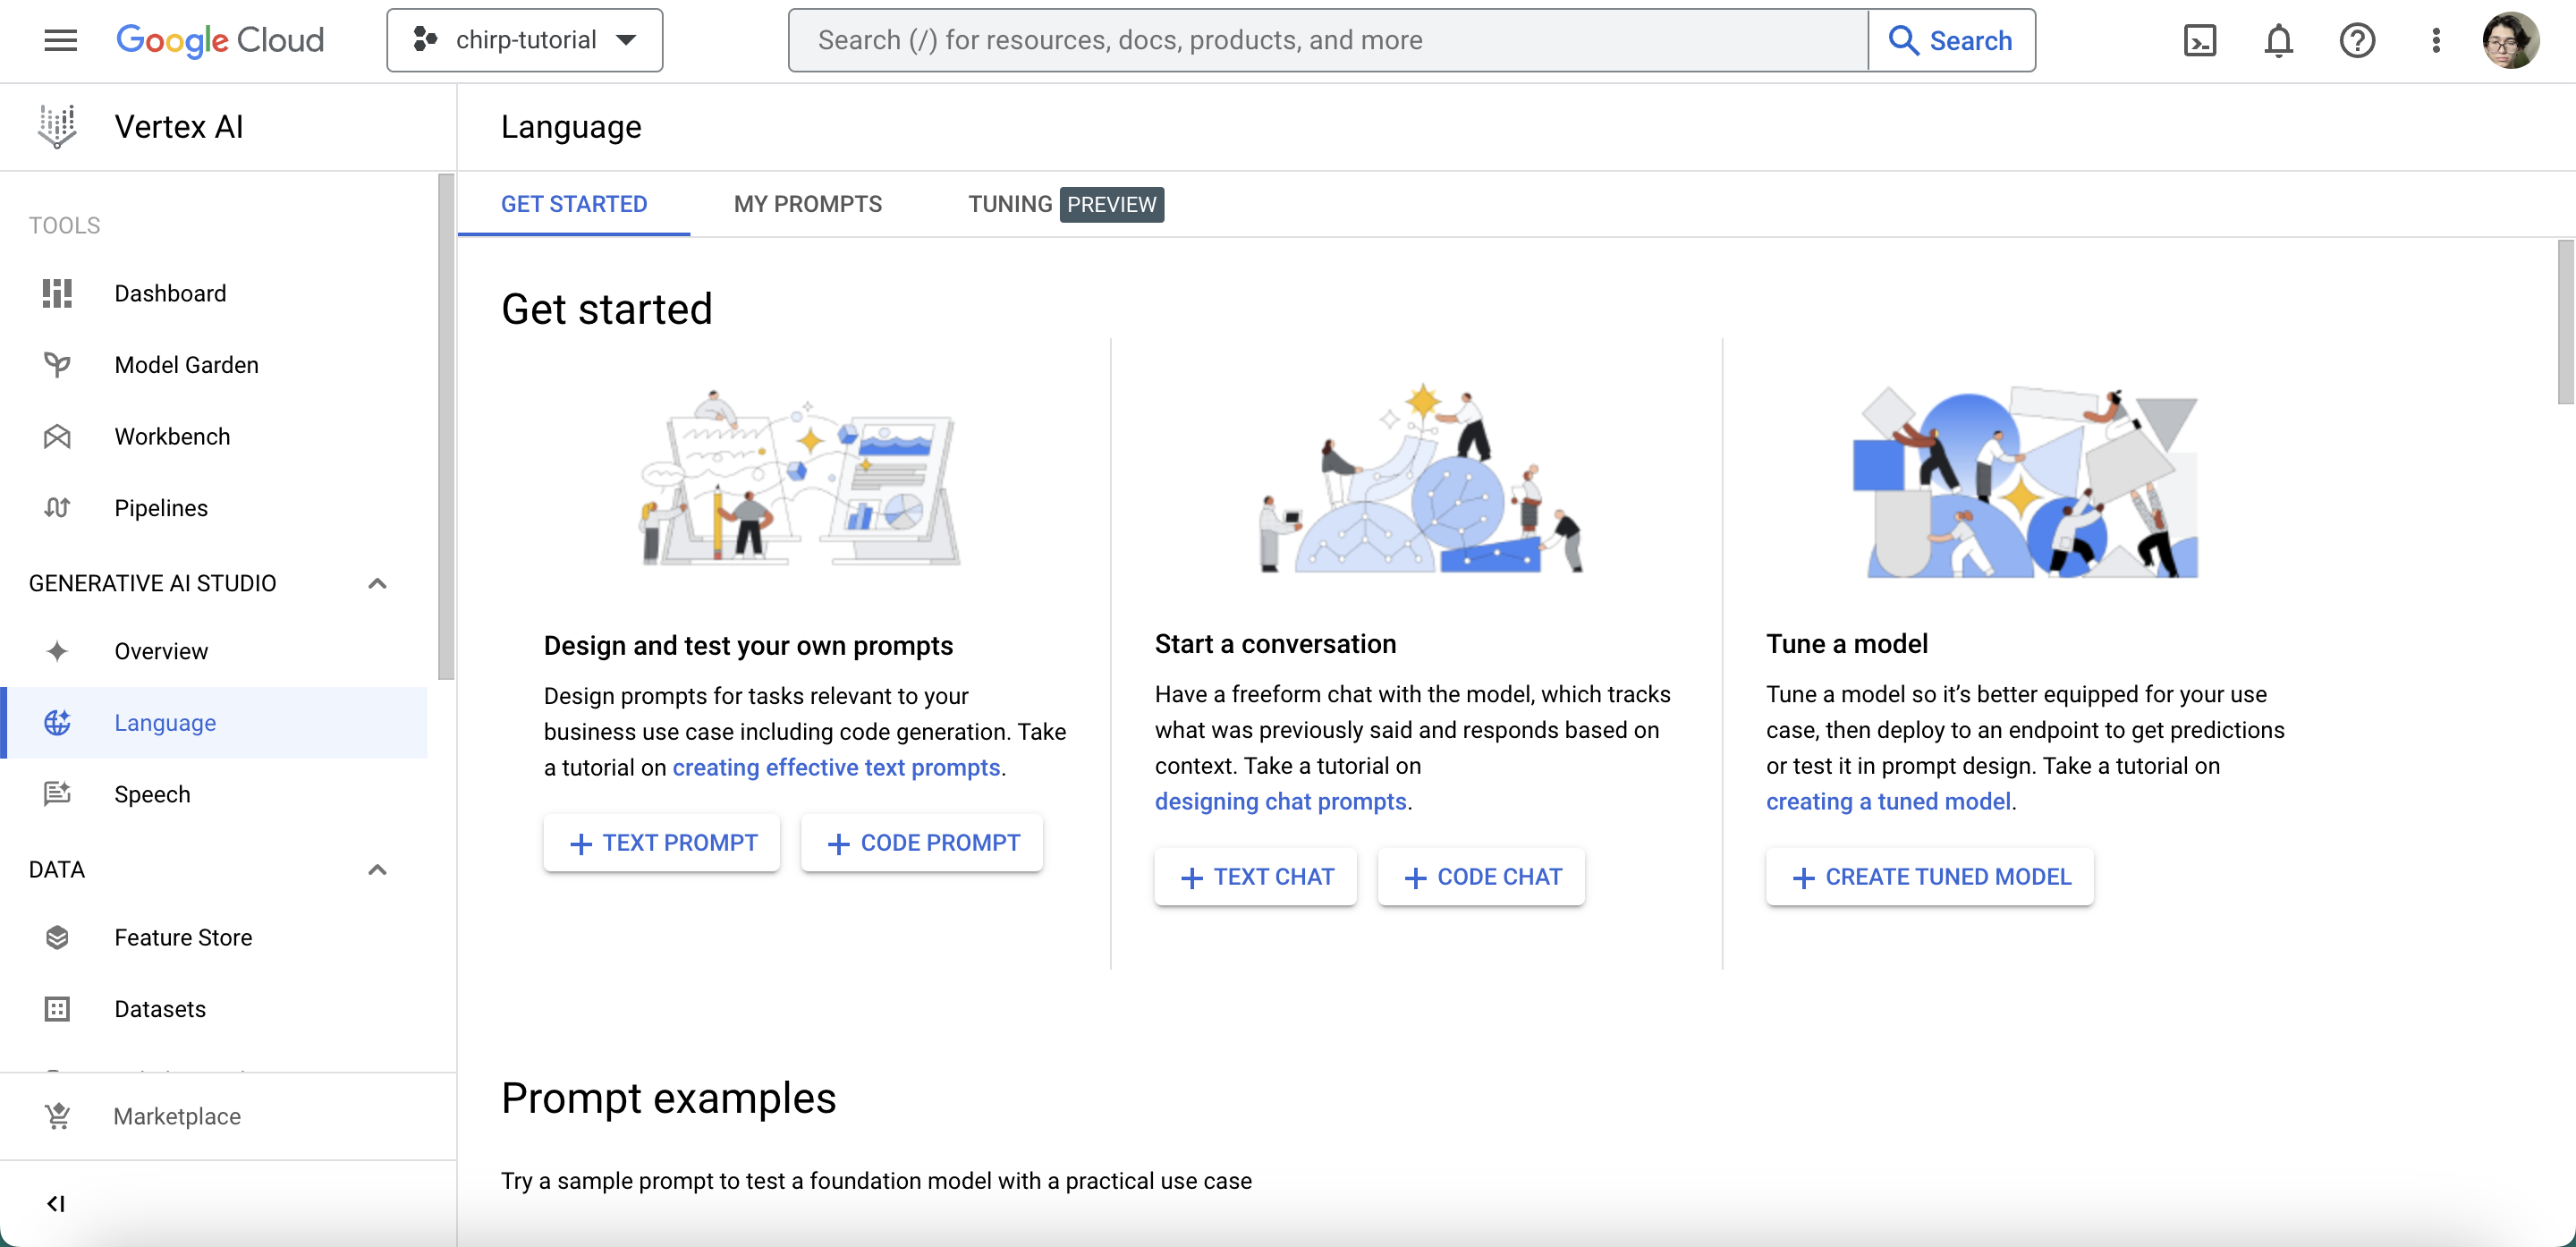 Google Cloud
chirp-tutorial
Search (/) for resources, docs, products, and more
Search
Vertex AI
Language
GET STARTED
MY PROMPTS
TUNING PREVIEW
TOOLS
Dashboard
Model Garden
Workbench
Pipelines
GENERATIVE AI STUDIO
Overview
Language
Speech
DATA
Feature Store
Datasets
Marketplace
Get started
Design and test your own prompts
Design prompts for tasks relevant to your
business use case including code generation. Take
a tutorial on creating effective text prompts.
TEXT PROMPT
CODE PROMPT
Start a conversation
Have a freeform chat with the model, which tracks
what was previously said and responds based on
context. Take a tutorial on
designing chat prompts.
TEXT CHAT
CODE CHAT
Tune a model
Tune a model so it’s better equipped for your use
case, then deploy to an endpoint to get predictions
or test it in prompt design. Take a tutorial on
creating a tuned model.
CREATE TUNED MODEL
Prompt examples
Try a sample prompt to test a foundation model with a practical use case